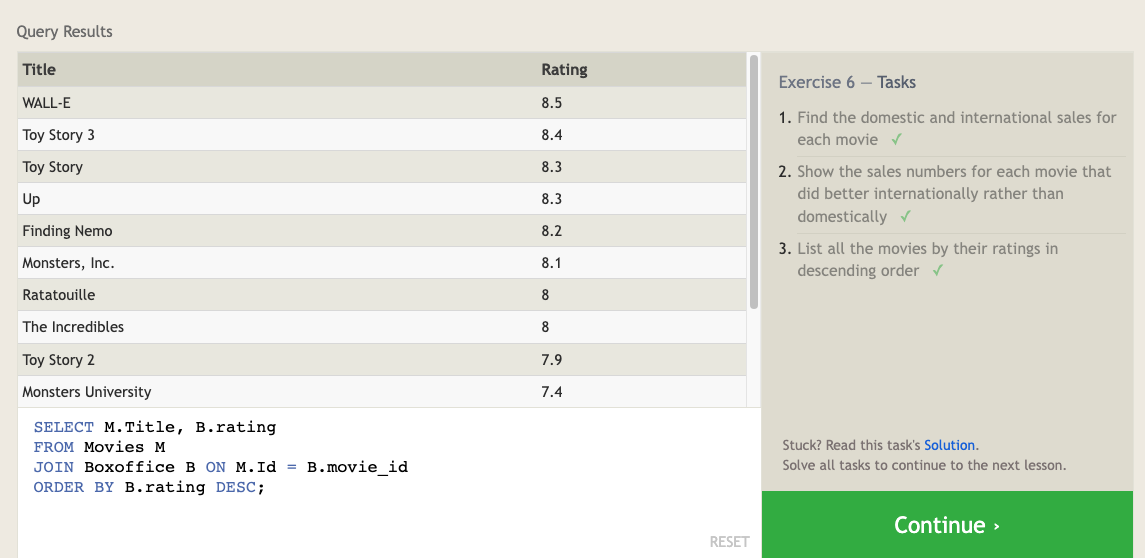 Query Results
Title Rating
WALL-E 8.5
Toy Story 3 8.4
Toy Story 8.3
Up 8.3
Finding Nemo 8.2
Monsters, Inc. 8.1
Ratatouille 8
The Incredibles 8
Toy Story 2 7.9
Monsters University 7.4
SELECT M.Title, B.rating
FROM Movies M
JOIN Boxoffice B ON M.Id = B.movie_id
ORDER BY B.rating DESC;
RESET
Exercise 6 — Tasks
1. Find the domestic and international sales for
each movie ✓
2. Show the sales numbers for each movie that
did better internationally rather than
domestically ✓
3. List all the movies by their ratings in
descending order ✓
Stuck? Read this task's Solution.
Solve all tasks to continue to the next lesson.
Continue ›